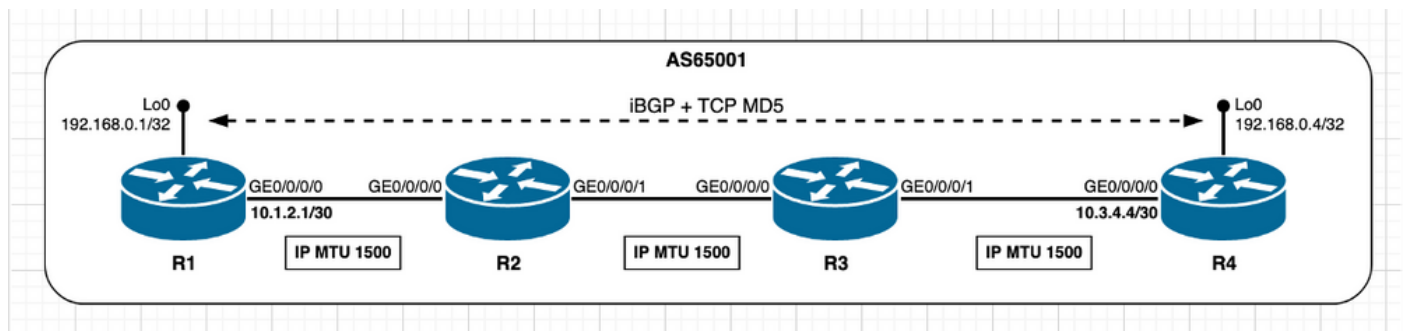 AS65001
iBGP + TCP MD5
Lo0
192.168.0.1/32
Lo0
192.168.0.4/32
GE0/0/0/0
GE0/0/0/0
GE0/0/0/1
GE0/0/0/0
GE0/0/0/1
GE0/0/0/0
10.1.2.1/30
10.3.4.4/30
IP MTU 1500
IP MTU 1500
IP MTU 1500
R1
R2
R3
R4